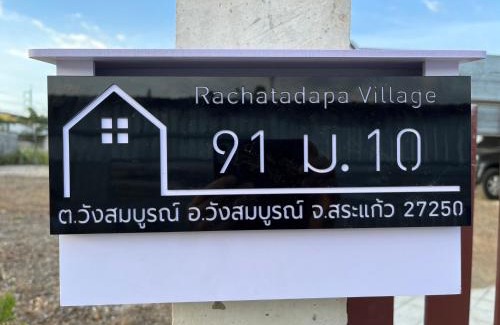 Rachatadapa Village
91 ม. 10
ต.วังสมบูรณ์ อ.วังสมบูรณ์ จ.สระแก้ว 27250